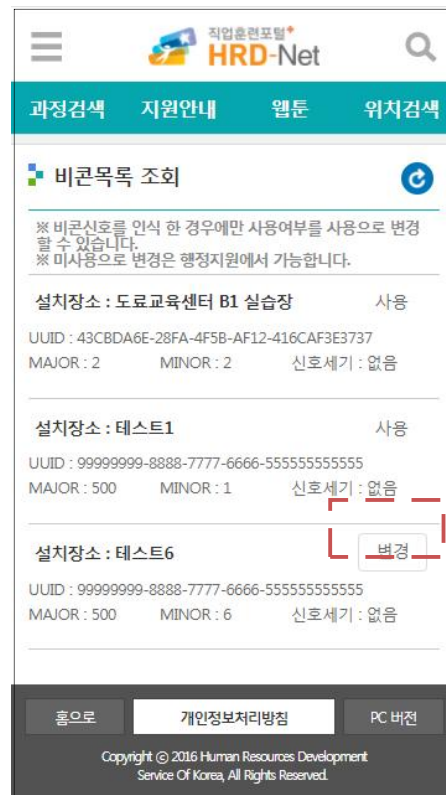 직업훈련포털
HRD-Net
과정검색 지원안내 웹툰 위치검색
비콘목록 조회
※ 비콘신호를 인식 한 경우에만 사용여부를 사용으로 변경
할 수 있습니다.
※ 미사용으로 변경은 행정지원에서 가능합니다.
설치장소 : 도료교육센터 B1 실습장 사용
UUID : 43CBDA6E-28FA-4F5B-AF12-416CAF3E3737
MAJOR : 2 MINOR : 2 신호세기 : 없음
설치장소 : 테스트1 사용
UUID : 99999999-8888-7777-6666-555555555555
MAJOR : 500 MINOR : 1 신호세기 : 없음
설치장소 : 테스트6 변경
UUID : 99999999-8888-7777-6666-555555555555
MAJOR : 500 MINOR : 6 신호세기 : 없음
홈으로 개인정보처리방침 PC 버전
Copyright ⓒ 2016 Human Resources Development
Service Of Korea, All Rights Reserved.